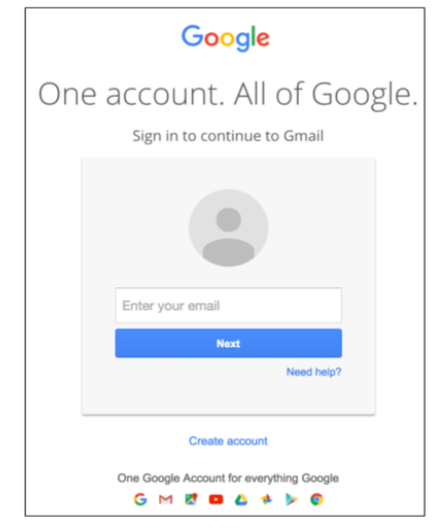 Google
One account. All of Google.
Sign in to continue to Gmail
Enter your email
Next
Need help?
Create account
One Google Account for everything Google